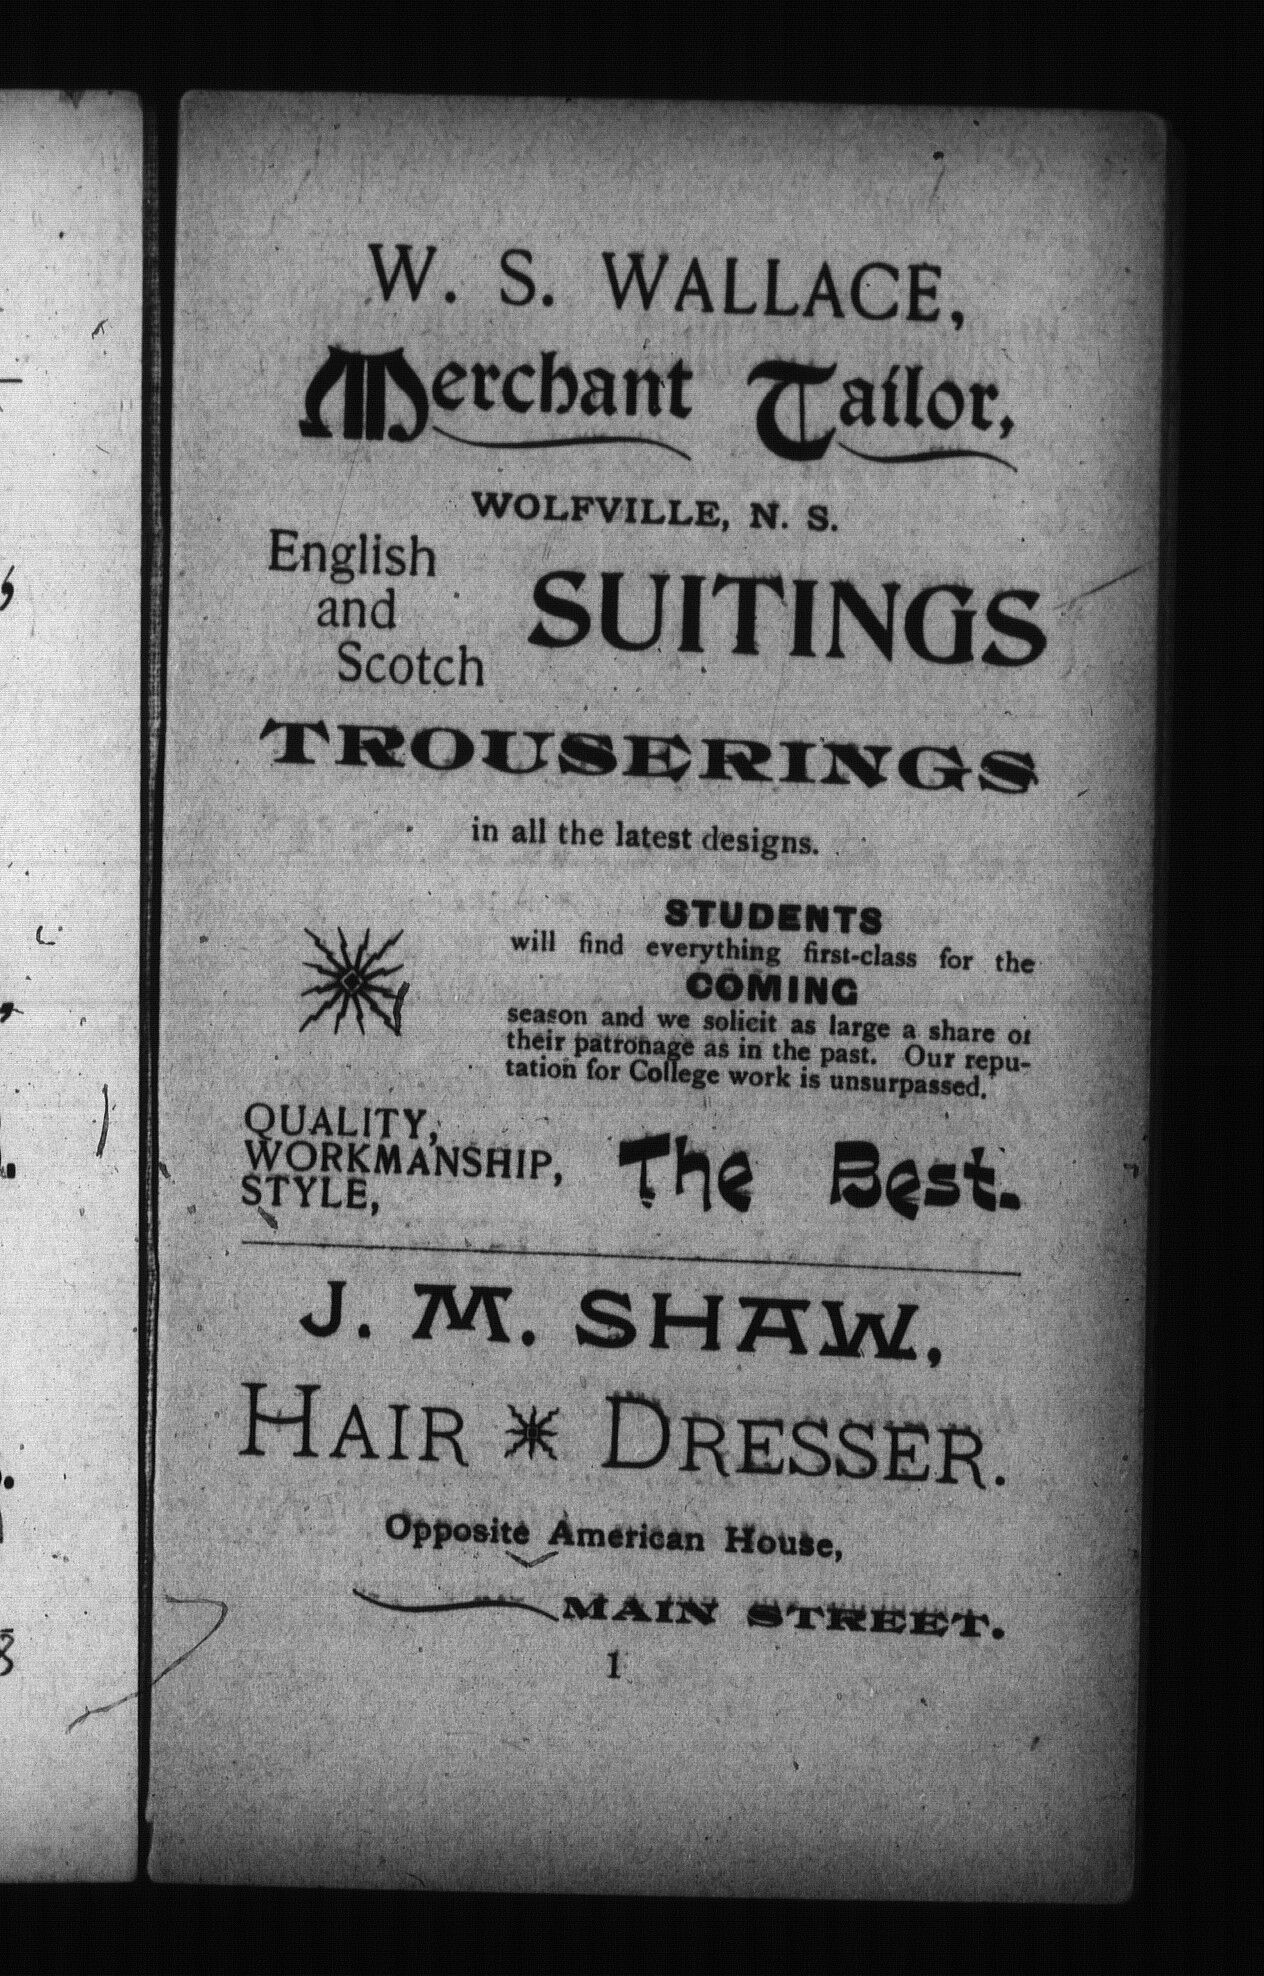 W. S. WALLACE,
Merchant Tailor,
WOLFVILLE, N. S.
English
and
Scotch
SUITINGS
TROUSERINGS
in all the latest designs.
STUDENTS
will find everything first-class for the
COMING
season and we solicit as large a share of
their patronage as in the past. Our repu-
tation for College work is unsurpassed.
QUALITY,
WORKMANSHIP,
STYLE,
The Best.
J. M. SHAW,
HAIR DRESSER.
Opposite American House,
MAIN STREET.
1